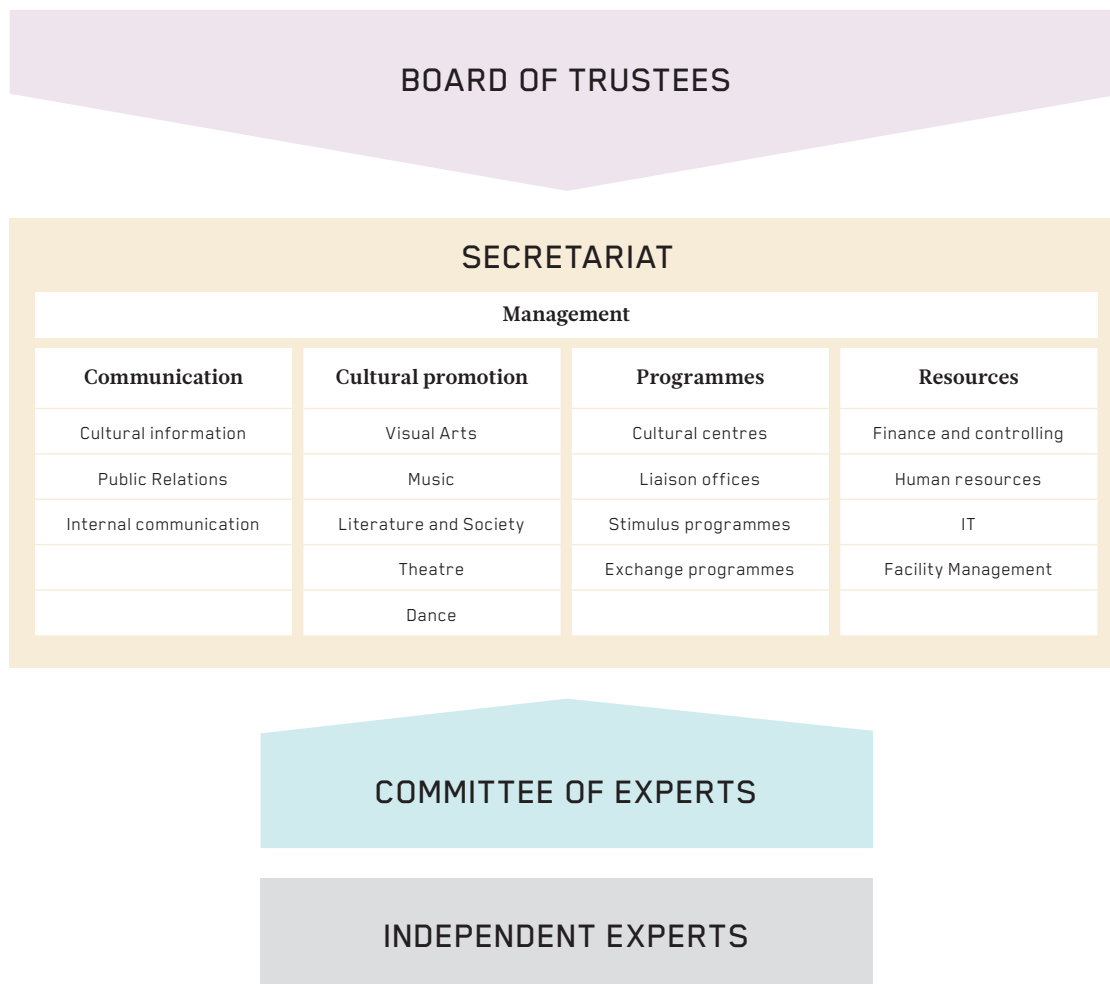 BOARD OF TRUSTEES
SECRETARIAT
Management
Communication
Cultural information
Public Relations
Internal communication
Cultural promotion
Visual Arts
Music
Literature and Society
Theatre
Dance
Programmes
Cultural centres
Liaison offices
Stimulus programmes
Exchange programmes
Resources
Finance and controlling
Human resources
IT
Facility Management
COMMITTEE OF EXPERTS
INDEPENDENT EXPERTS